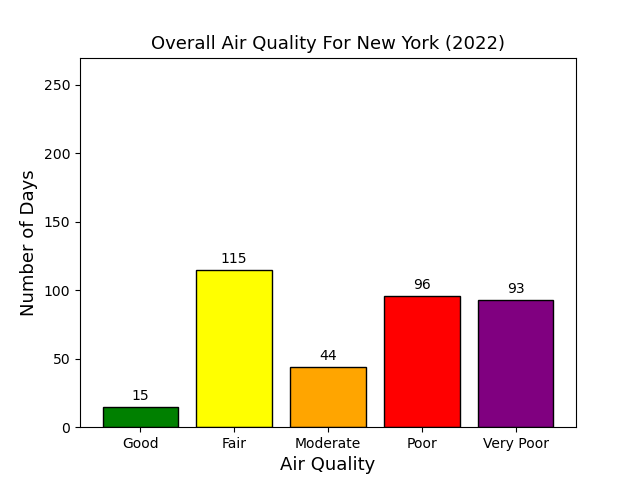 Overall Air Quality For New York (2022)
Number of Days
250
200
150
100
50
0
15
115
44
96
93
Good
Fair
Moderate
Poor
Very Poor
Air Quality